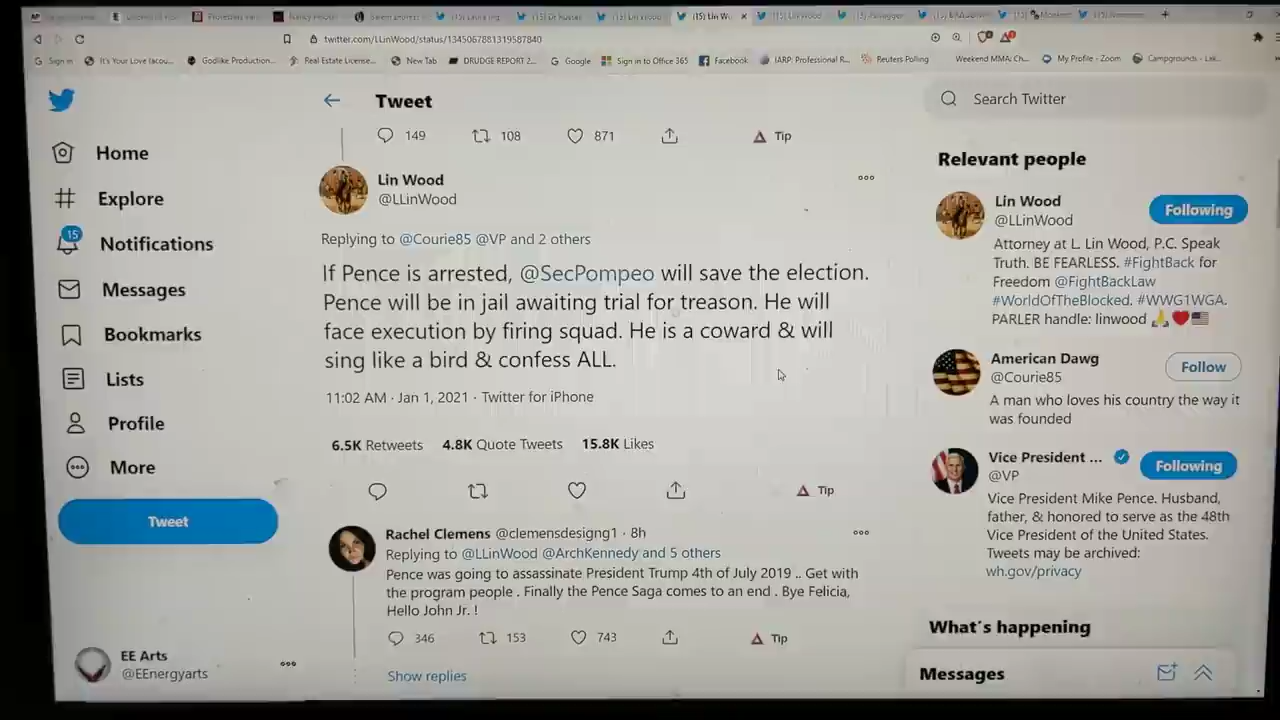 Nancy Pelosi
(15) Lin Wood
(15) Lin W
twitter.com/LLinWood/status/1345067881319587840
Sign in
It's Your Love (acou...
Godlike Production...
Real Estate License...
New Tab
DRUDGE REPORT 2...
Google
Sign in to Office 365
Facebook
IARP: Professional R...
Reuters Polling
Weekend MMA: Ch...
My Profile - Zoom
Campgrounds - Lak...
Home
Explore
15
Notifications
Messages
Bookmarks
Lists
Profile
More
Tweet
EE Arts
@EEnergyarts
Tweet
149 108 871 Tip
Lin Wood
@LLinWood
Replying to @Courie85 @VP and 2 others
If Pence is arrested, @SecPompeo will save the election.
Pence will be in jail awaiting trial for treason. He will
face execution by firing squad. He is a coward & will
sing like a bird & confess ALL.
11:02 AM · Jan 1, 2021 · Twitter for iPhone
6.5K Retweets 4.8K Quote Tweets 15.8K Likes
Tip
Rachel Clemens @clemensdesigng1 · 8h
Replying to @LLinWood @ArchKennedy and 5 others
Pence was going to assassinate President Trump 4th of July 2019 .. Get with
the program people . Finally the Pence Saga comes to an end . Bye Felicia,
Hello John Jr. !
346 153 743 Tip
Show replies
Search Twitter
Relevant people
Lin Wood
@LLinWood
Following
Attorney at L. Lin Wood, P.C. Speak
Truth. BE FEARLESS. #FightBack for
Freedom @FightBackLaw
#WorldOfTheBlocked. #WWG1WGA.
PARLER handle: linwood 🙏❤️🇺🇸
American Dawg
@Courie85
Follow
A man who loves his country the way it
was founded
Vice President ...
@VP
Following
Vice President Mike Pence. Husband,
father, & honored to serve as the 48th
Vice President of the United States.
Tweets may be archived:
wh.gov/privacy
What's happening
Messages